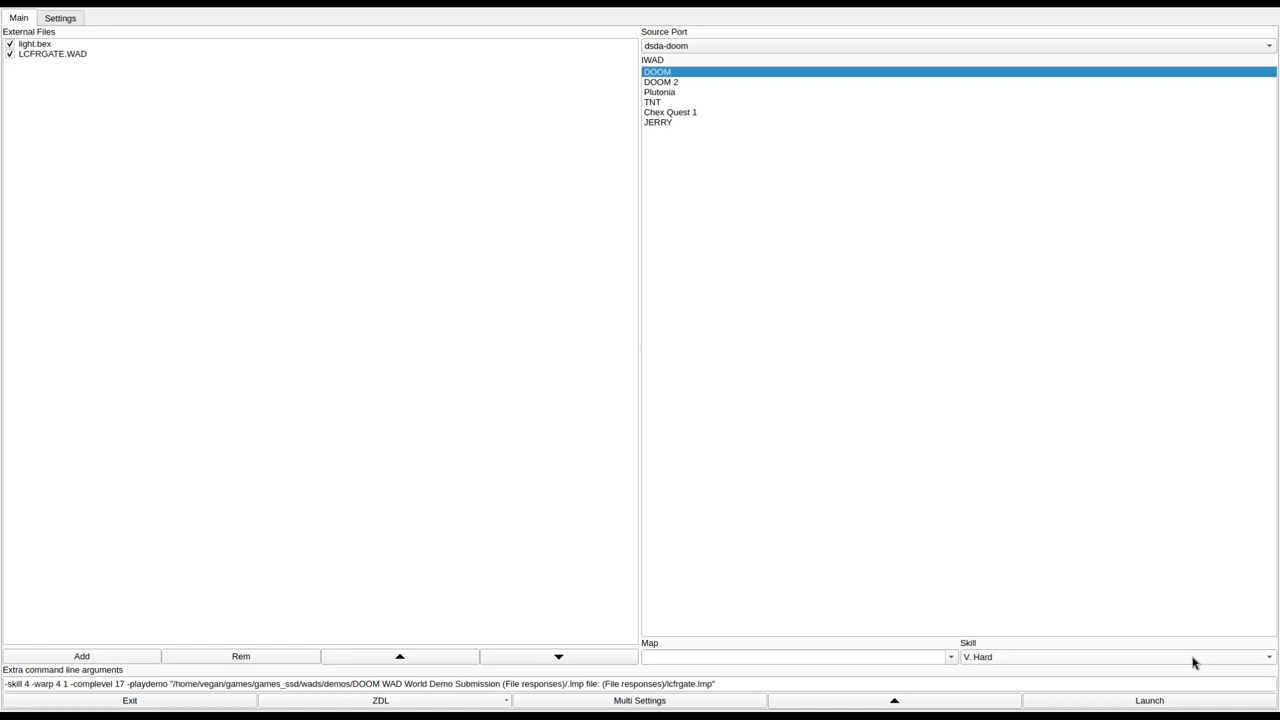 Main Settings
External Files
light.bex
LCFRGATE.WAD
Source Port
dsda-doom
IWAD
DOOM
DOOM 2
Plutonia
TNT
Chex Quest 1
JERRY
Map Skill
V. Hard
Add Rem
Extra command line arguments
-skill 4 -warp 4 1 -complevel 17 -playdemo "/home/vegan/games/games_ssd/wads/demos/DOOM WAD World Demo Submission (File responses)/.lmp file: (File responses)/lcfrgate.lmp"
Exit ZDL Multi Settings Launch